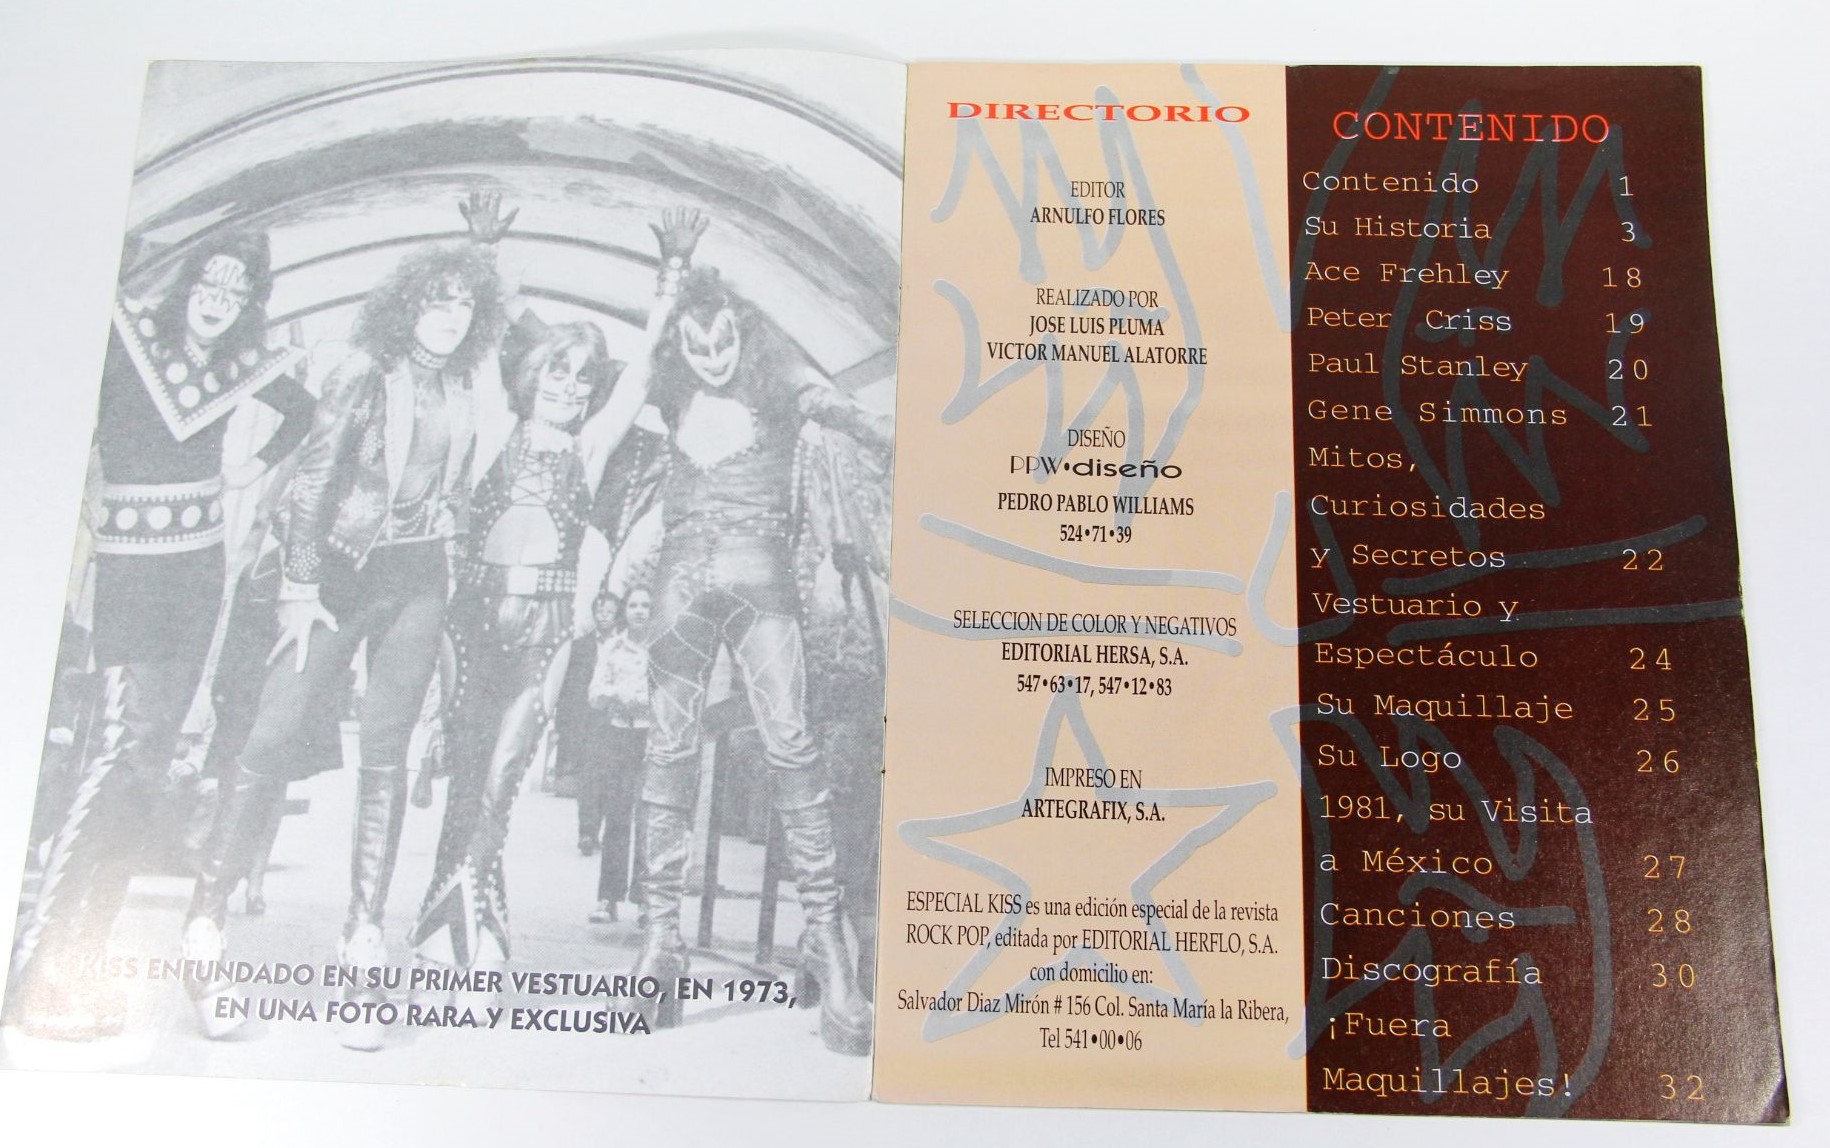 KISS ENFUNDADO EN SU PRIMER VESTUARIO, EN 1973,
EN UNA FOTO RARA Y EXCLUSIVA
DIRECTORIO
EDITOR
ARNULFO FLORES
REALIZADO POR
JOSE LUIS PLUMA
VICTOR MANUEL ALATORRE
DISEÑO
PPW•diseño
PEDRO PABLO WILLIAMS
524•71•39
SELECCION DE COLOR Y NEGATIVOS
EDITORIAL HERSA, S.A.
547•63•17, 547•12•83
IMPRESO EN
ARTEGRAFIX, S.A.
ESPECIAL KISS es una edición especial de la revista
ROCK POP, editada por EDITORIAL HERFLO, S.A.
con domicilio en:
Salvador Diaz Mirón # 156 Col. Santa María la Ribera,
Tel 541•00•06
CONTENIDO
Contenido 1
Su Historia 3
Ace Frehley 18
Peter Criss 19
Paul Stanley 20
Gene Simmons 21
Mitos,
Curiosidades
y Secretos 22
Vestuario y
Espectáculo 24
Su Maquillaje 25
Su Logo 26
1981, su Visita
a México 27
Canciones 28
Discografía 30
¡Fuera
Maquillajes! 32